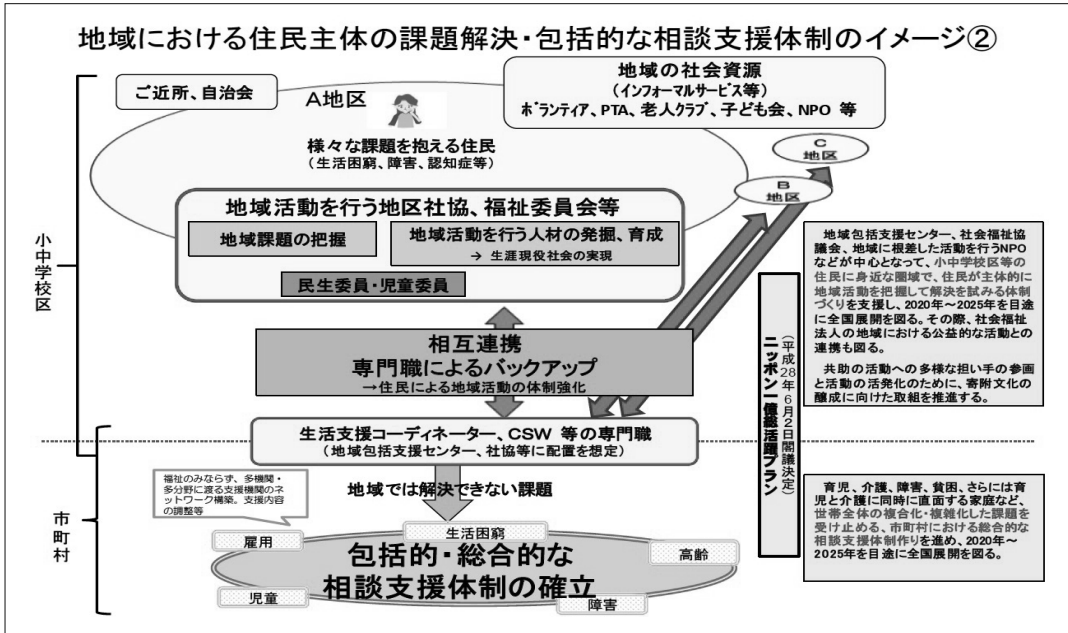 地域における住民主体の課題解決・包括的な相談支援体制のイメージ②
小中学校区
ご近所、自治会
A地区
地域の社会資源
(インフォーマルサービス等)
ボランティア、PTA、老人クラブ、子ども会、NPO 等
様々な課題を抱える住民
(生活困窮、障害、認知症等)
C
地区
B
地区
地域活動を行う地区社協、福祉委員会等
地域課題の把握
地域活動を行う人材の発掘、育成
→ 生涯現役社会の実現
民生委員・児童委員
相互連携
専門職によるバックアップ
→住民による地域活動の体制強化
生活支援コーディネーター、CSW 等の専門職
(地域包括支援センター、社協等に配置を想定)
ニッポン一億総活躍プラン
(平成28年6月2日閣議決定)
地域包括支援センター、社会福祉協
議会、地域に根差した活動を行うNPO
などが中心となって、小中学校区等の
住民に身近な圏域で、住民が主体的に
地域活動を把握して解決を試みる体制
づくりを支援し、2020年～2025年を目途
に全国展開を図る。その際、社会福祉
法人の地域における公益的な活動との
連携も図る。
共助の活動への多様な担い手の参画
と活動の活発化のために、寄附文化の
醸成に向けた取組を推進する。
市町村
福祉のみならず、多機関・
多分野に渡る支援機関のネ
ットワーク構築。支援内容
の調整等
地域では解決できない課題
生活困窮
雇用
高齢
包括的・総合的な
相談支援体制の確立
児童
障害
育児、介護、障害、貧困、さらには育
児と介護に同時に直面する家庭など、
世帯全体の複合化・複雑化した課題を
受け止める、市町村における総合的な
相談支援体制作りを進め、2020年～
2025年を目途に全国展開を図る。